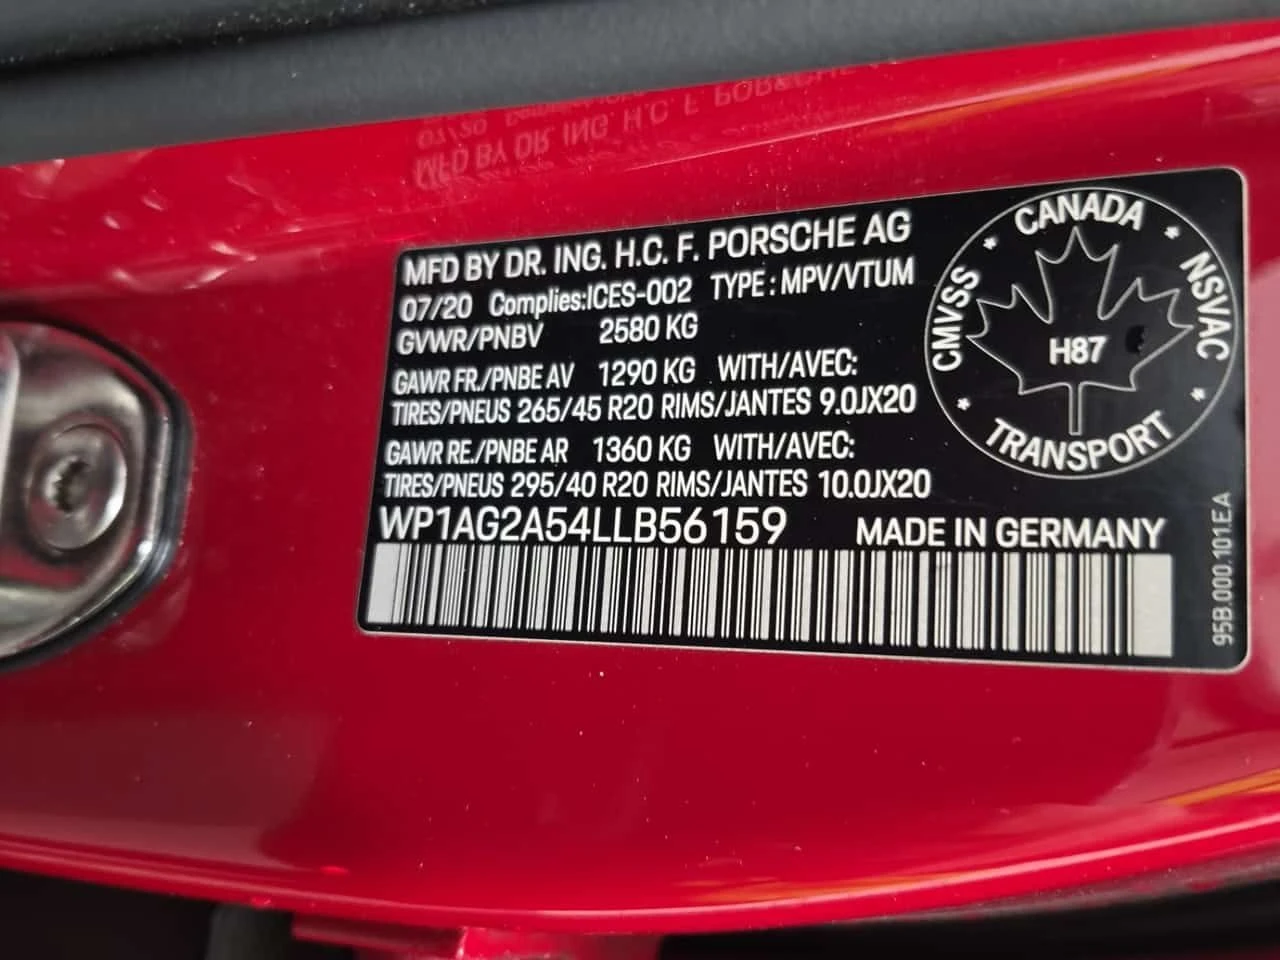 MFD BY DR. ING. H.C. F. PORSCHE AG
07/20 Complies:ICES-002 TYPE : MPV/VTUM
GVWR/PNBV 2580 KG
GAWR FR./PNBE AV 1290 KG WITH/AVEC:
TIRES/PNEUS 265/45 R20 RIMS/JANTES 9.0JX20
GAWR RE./PNBE AR 1360 KG WITH/AVEC:
TIRES/PNEUS 295/40 R20 RIMS/JANTES 10.0JX20
WP1AG2A54LLB56159 MADE IN GERMANY
CANADA
CMVSS
NSVAC
H87
TRANSPORT
95B.000.101.EA